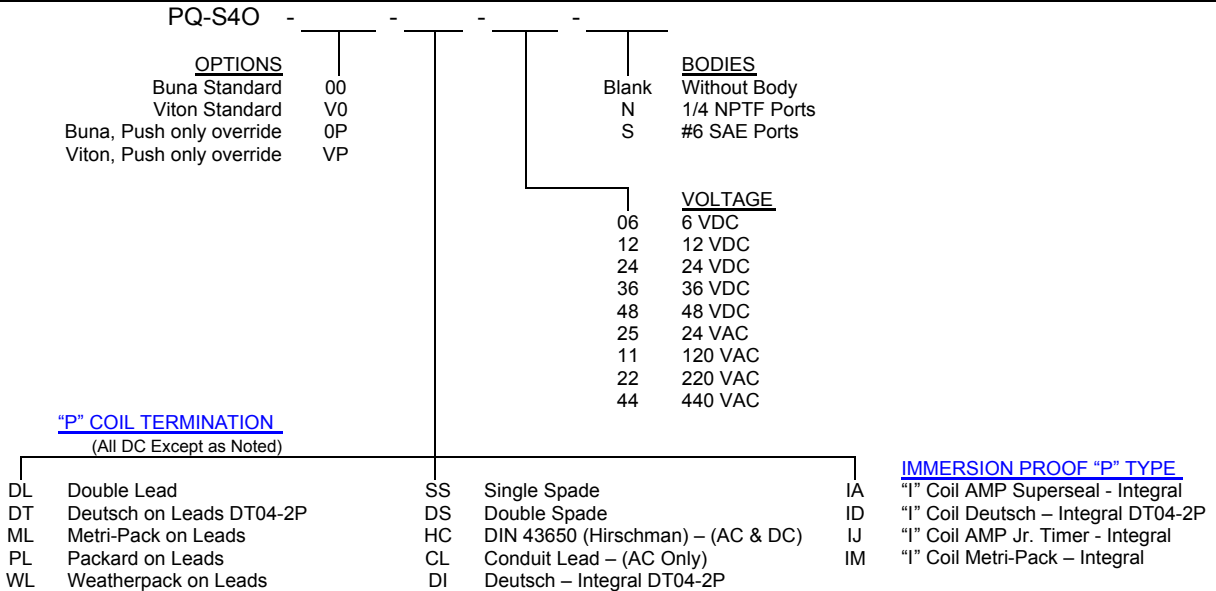 PQ-S4O - - - -
OPTIONS
Buna Standard 00
Viton Standard V0
Buna, Push only override 0P
Viton, Push only override VP
BODIES
Blank Without Body
N 1/4 NPTF Ports
S #6 SAE Ports
VOLTAGE
06 6 VDC
12 12 VDC
24 24 VDC
36 36 VDC
48 48 VDC
25 24 VAC
11 120 VAC
22 220 VAC
44 440 VAC
“P” COIL TERMINATION
(All DC Except as Noted)
DL Double Lead
DT Deutsch on Leads DT04-2P
ML Metri-Pack on Leads
PL Packard on Leads
WL Weatherpack on Leads
SS Single Spade
DS Double Spade
HC DIN 43650 (Hirschman) – (AC & DC)
CL Conduit Lead – (AC Only)
DI Deutsch – Integral DT04-2P
IMMERSION PROOF “P” TYPE
IA “I” Coil AMP Superseal - Integral
ID “I” Coil Deutsch – Integral DT04-2P
IJ “I” Coil AMP Jr. Timer - Integral
IM “I” Coil Metri-Pack – Integral